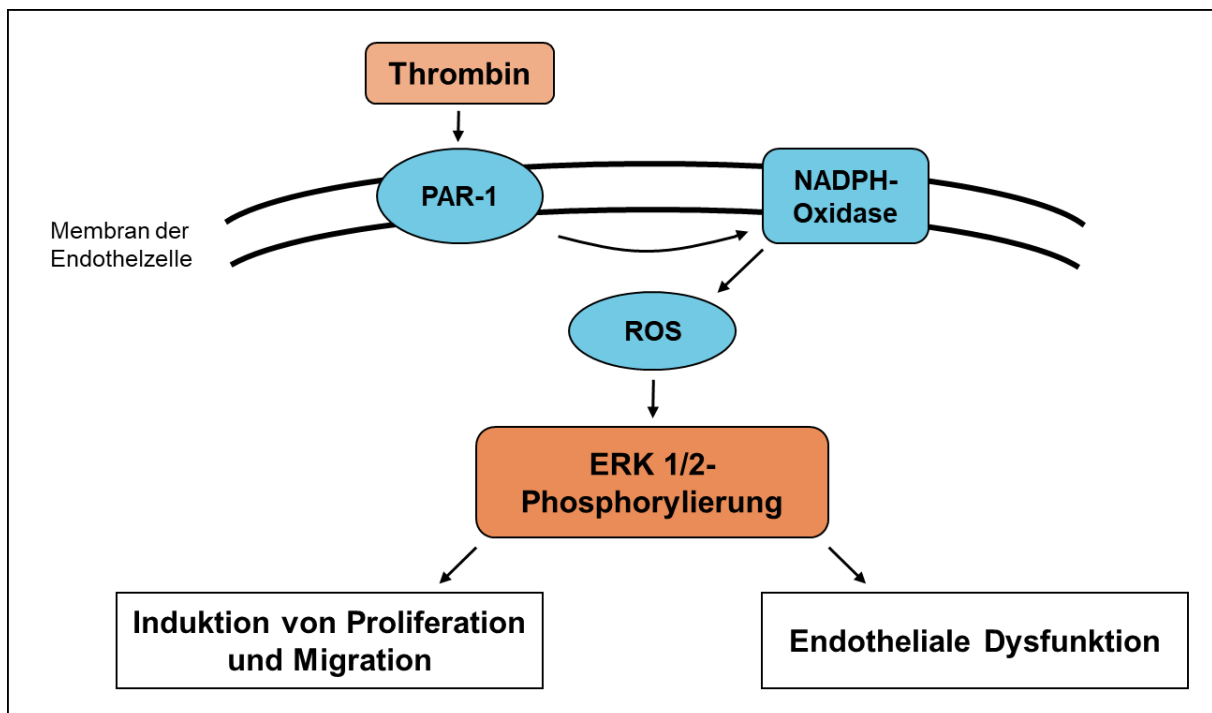 Thrombin
PAR-1
NADPH-
Oxidase
Membran der
Endothelzelle
ROS
ERK 1/2-
Phosphorylierung
Induktion von Proliferation
und Migration
Endotheliale Dysfunktion